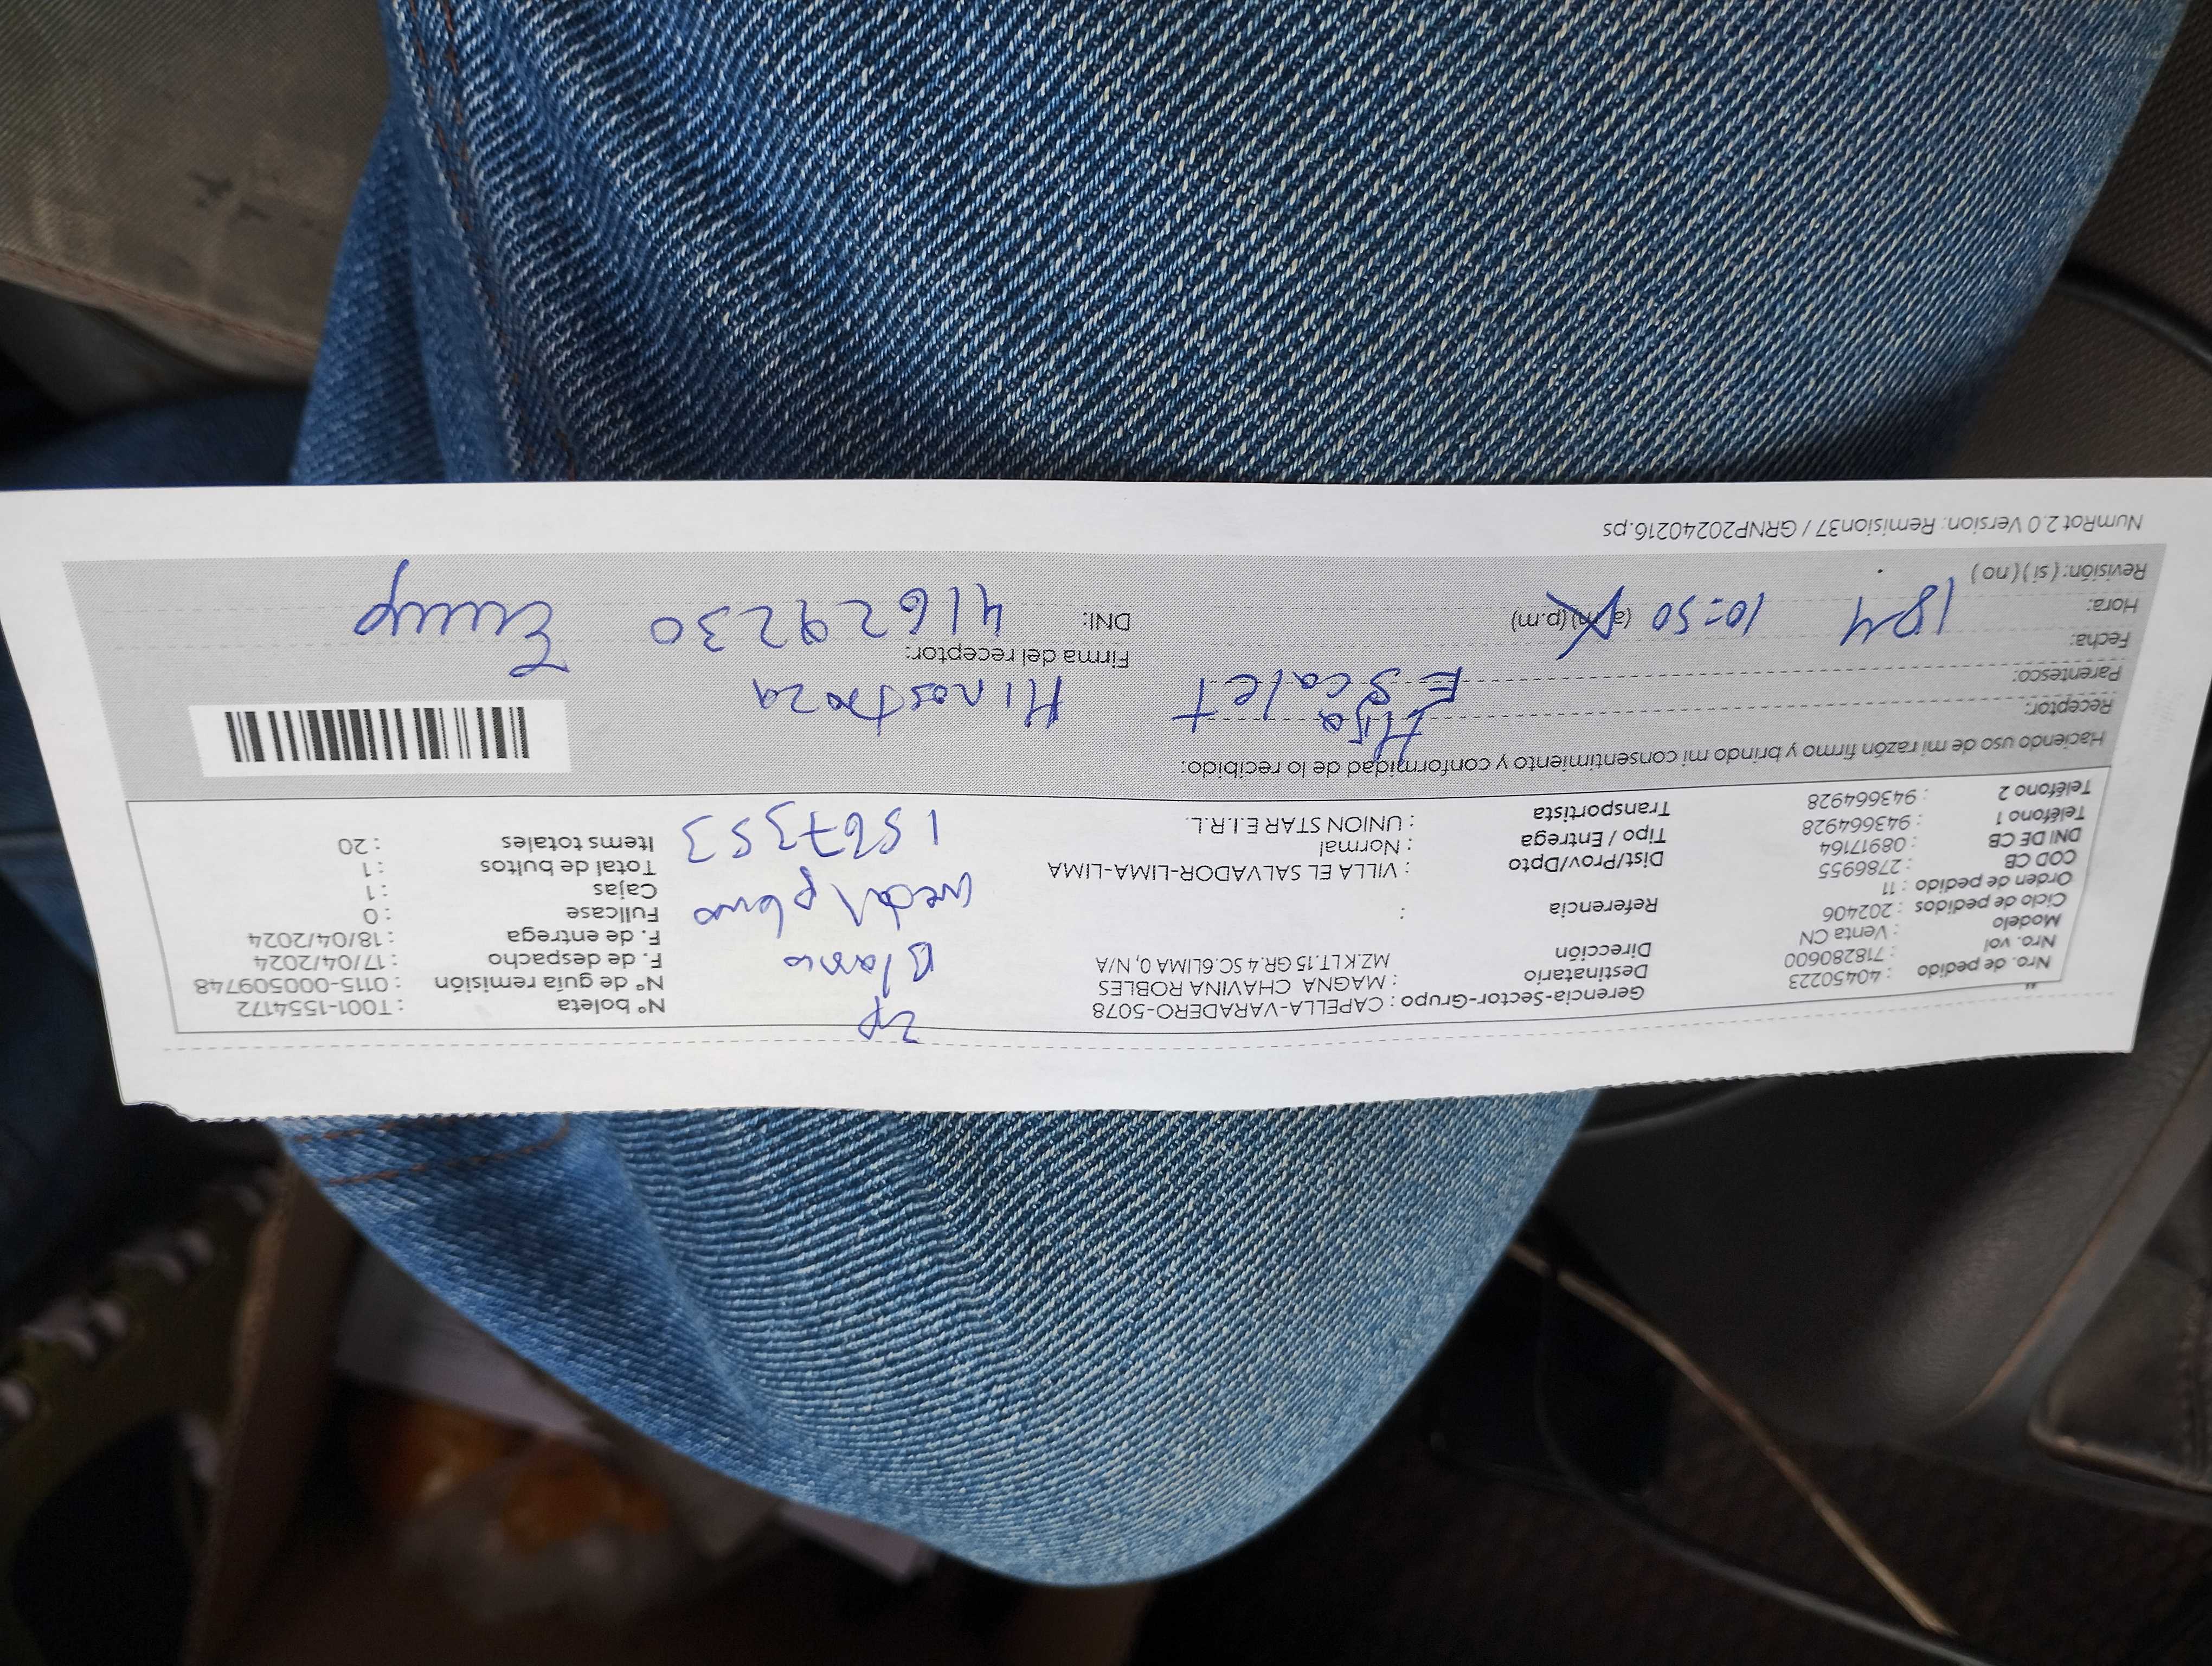 Nro. de pedido : 40450223
Nro. vol : 718280600
Modelo : Venta CN
Ciclo de pedidos : 202406
Orden de pedido : 11
COD CB : 2786955
DNI DE CB : 08917164
Teléfono 1 : 943664928
Teléfono 2 : 943664928
Gerencia-Sector-Grupo : CAPELLA-VARADERO-5078
Destinatario : MAGNA CHAVINA ROBLES
Dirección MZ.K LT.15 GR.4 SC.6LIMA 0, N/A
Referencia :
Dist/Prov/Dpto : VILLA EL SALVADOR-LIMA-LIMA
Tipo / Entrega : Normal
Transportista : UNION STAR E.I.R.L.
2p
Blanco
1567353
N° boleta : T001-1554172
N° de guía remisión : 0115-000509748
F. de despacho : 17/04/2024
F. de entrega : 18/04/2024
Fullcase : 0
Cajas : 1
Total de bultos : 1
Items totales : 20
Haciendo uso de mi razón firmo y brindo mi consentimiento y conformidad de lo recibido:
Receptor: Hija
Parentesco: Escalet Hinostroza
Fecha: Firma del receptor:
Hora: 18 4 10:50 (a.m) (p.m) DNI: 41629230
Revisión: ( si ) ( no )
NumRot 2.0 Version: Remision37 / GRNP20240216.ps